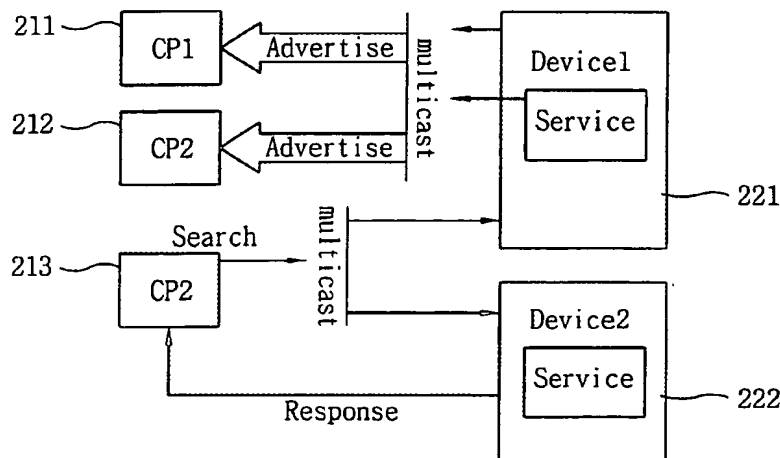 211
CP1
Advertise
multicast
Device1
Service
212
CP2
Advertise
221
Search
multicast
213
CP2
Device2
Service
Response
222